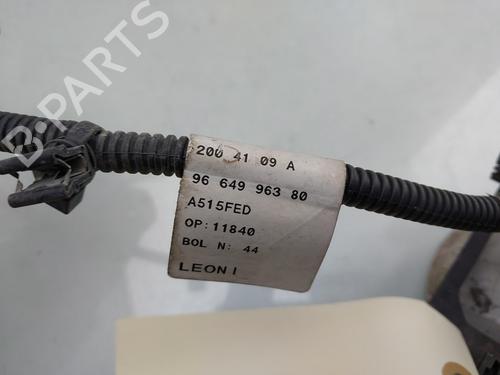 B-PARTS
200 41 09 A
96 649 963 80
A515FED
OP:11840
BOL N: 44
LEONI